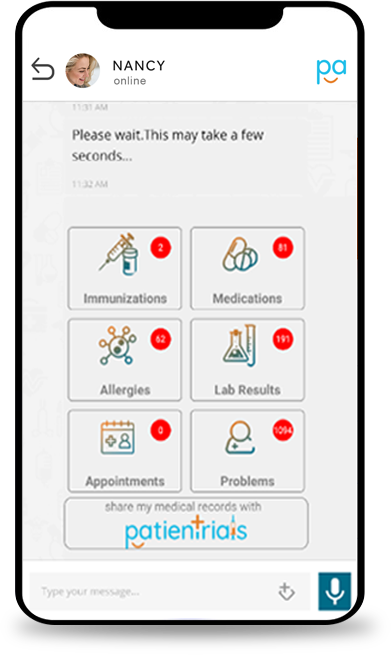 NANCY
online
pa
11:31 AM
Please wait.This may take a few
seconds...
11:32 AM
2
81
Immunizations
Medications
62
191
Allergies
Lab Results
0
1094
Appointments
Problems
share my medical records with
patientrials
Type your message...